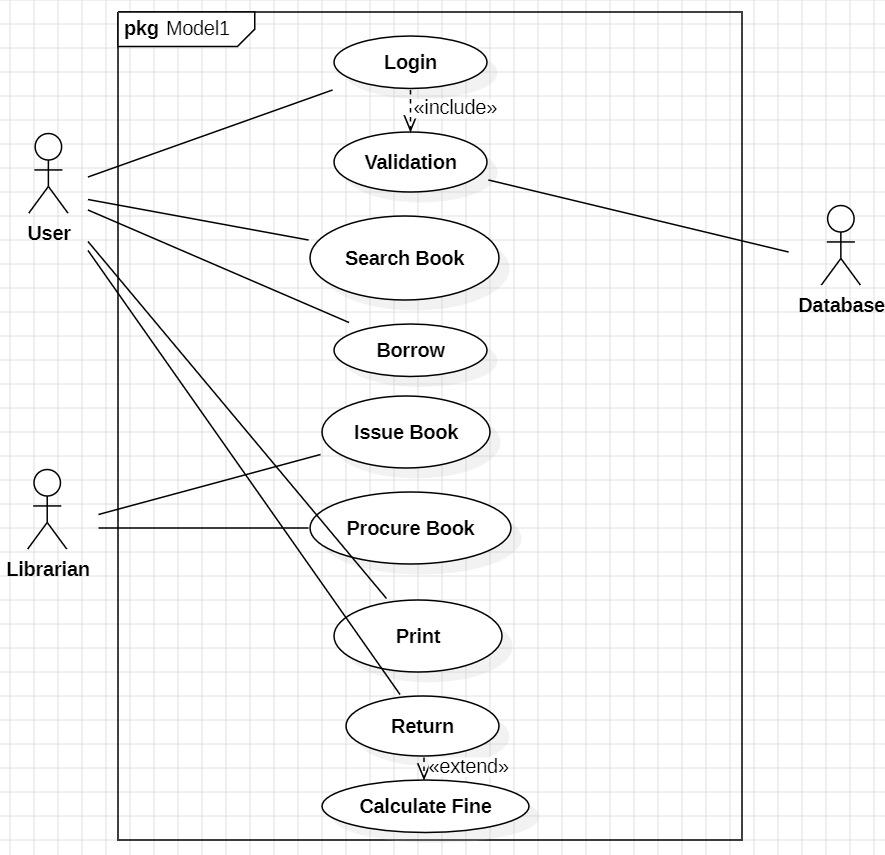 pkg Model1
Login
«include»
Validation
User
Search Book
Database
Borrow
Issue Book
Procure Book
Librarian
Print
Return
«extend»
Calculate Fine